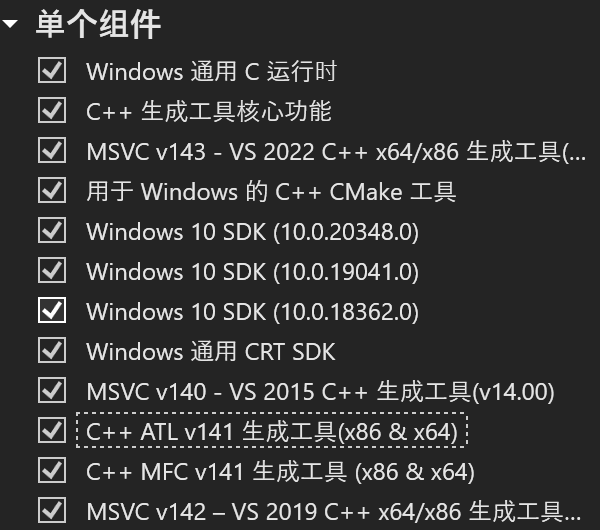 单个组件
Windows 通用 C 运行时
C++ 生成工具核心功能
MSVC v143 - VS 2022 C++ x64/x86 生成工具(...
用于 Windows 的 C++ CMake 工具
Windows 10 SDK (10.0.20348.0)
Windows 10 SDK (10.0.19041.0)
Windows 10 SDK (10.0.18362.0)
Windows 通用 CRT SDK
MSVC v140 - VS 2015 C++ 生成工具(v14.00)
C++ ATL v141 生成工具(x86 & x64)
C++ MFC v141 生成工具 (x86 & x64)
MSVC v142 – VS 2019 C++ x64/x86 生成工具...